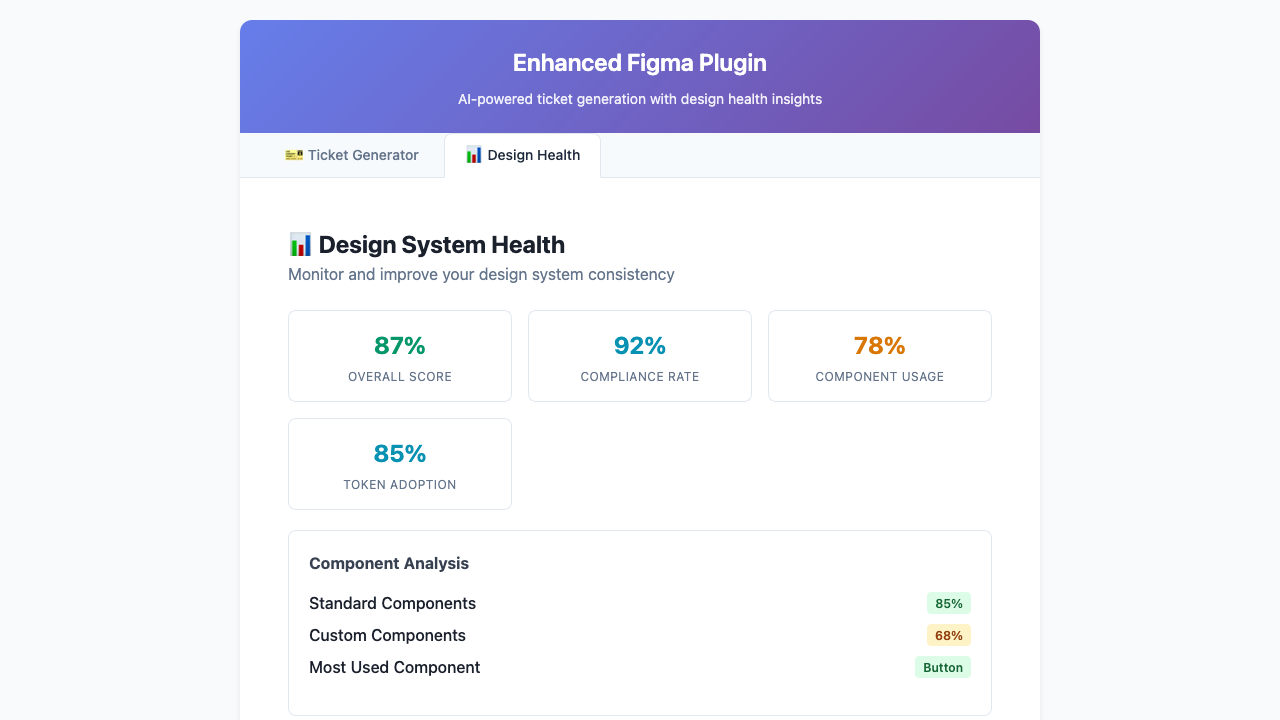 Enhanced Figma Plugin
AI-powered ticket generation with design health insights
🎫 Ticket Generator
📊 Design Health
📊 Design System Health
Monitor and improve your design system consistency
87%
OVERALL SCORE
92%
COMPLIANCE RATE
78%
COMPONENT USAGE
85%
TOKEN ADOPTION
Component Analysis
Standard Components 85%
Custom Components 68%
Most Used Component Button